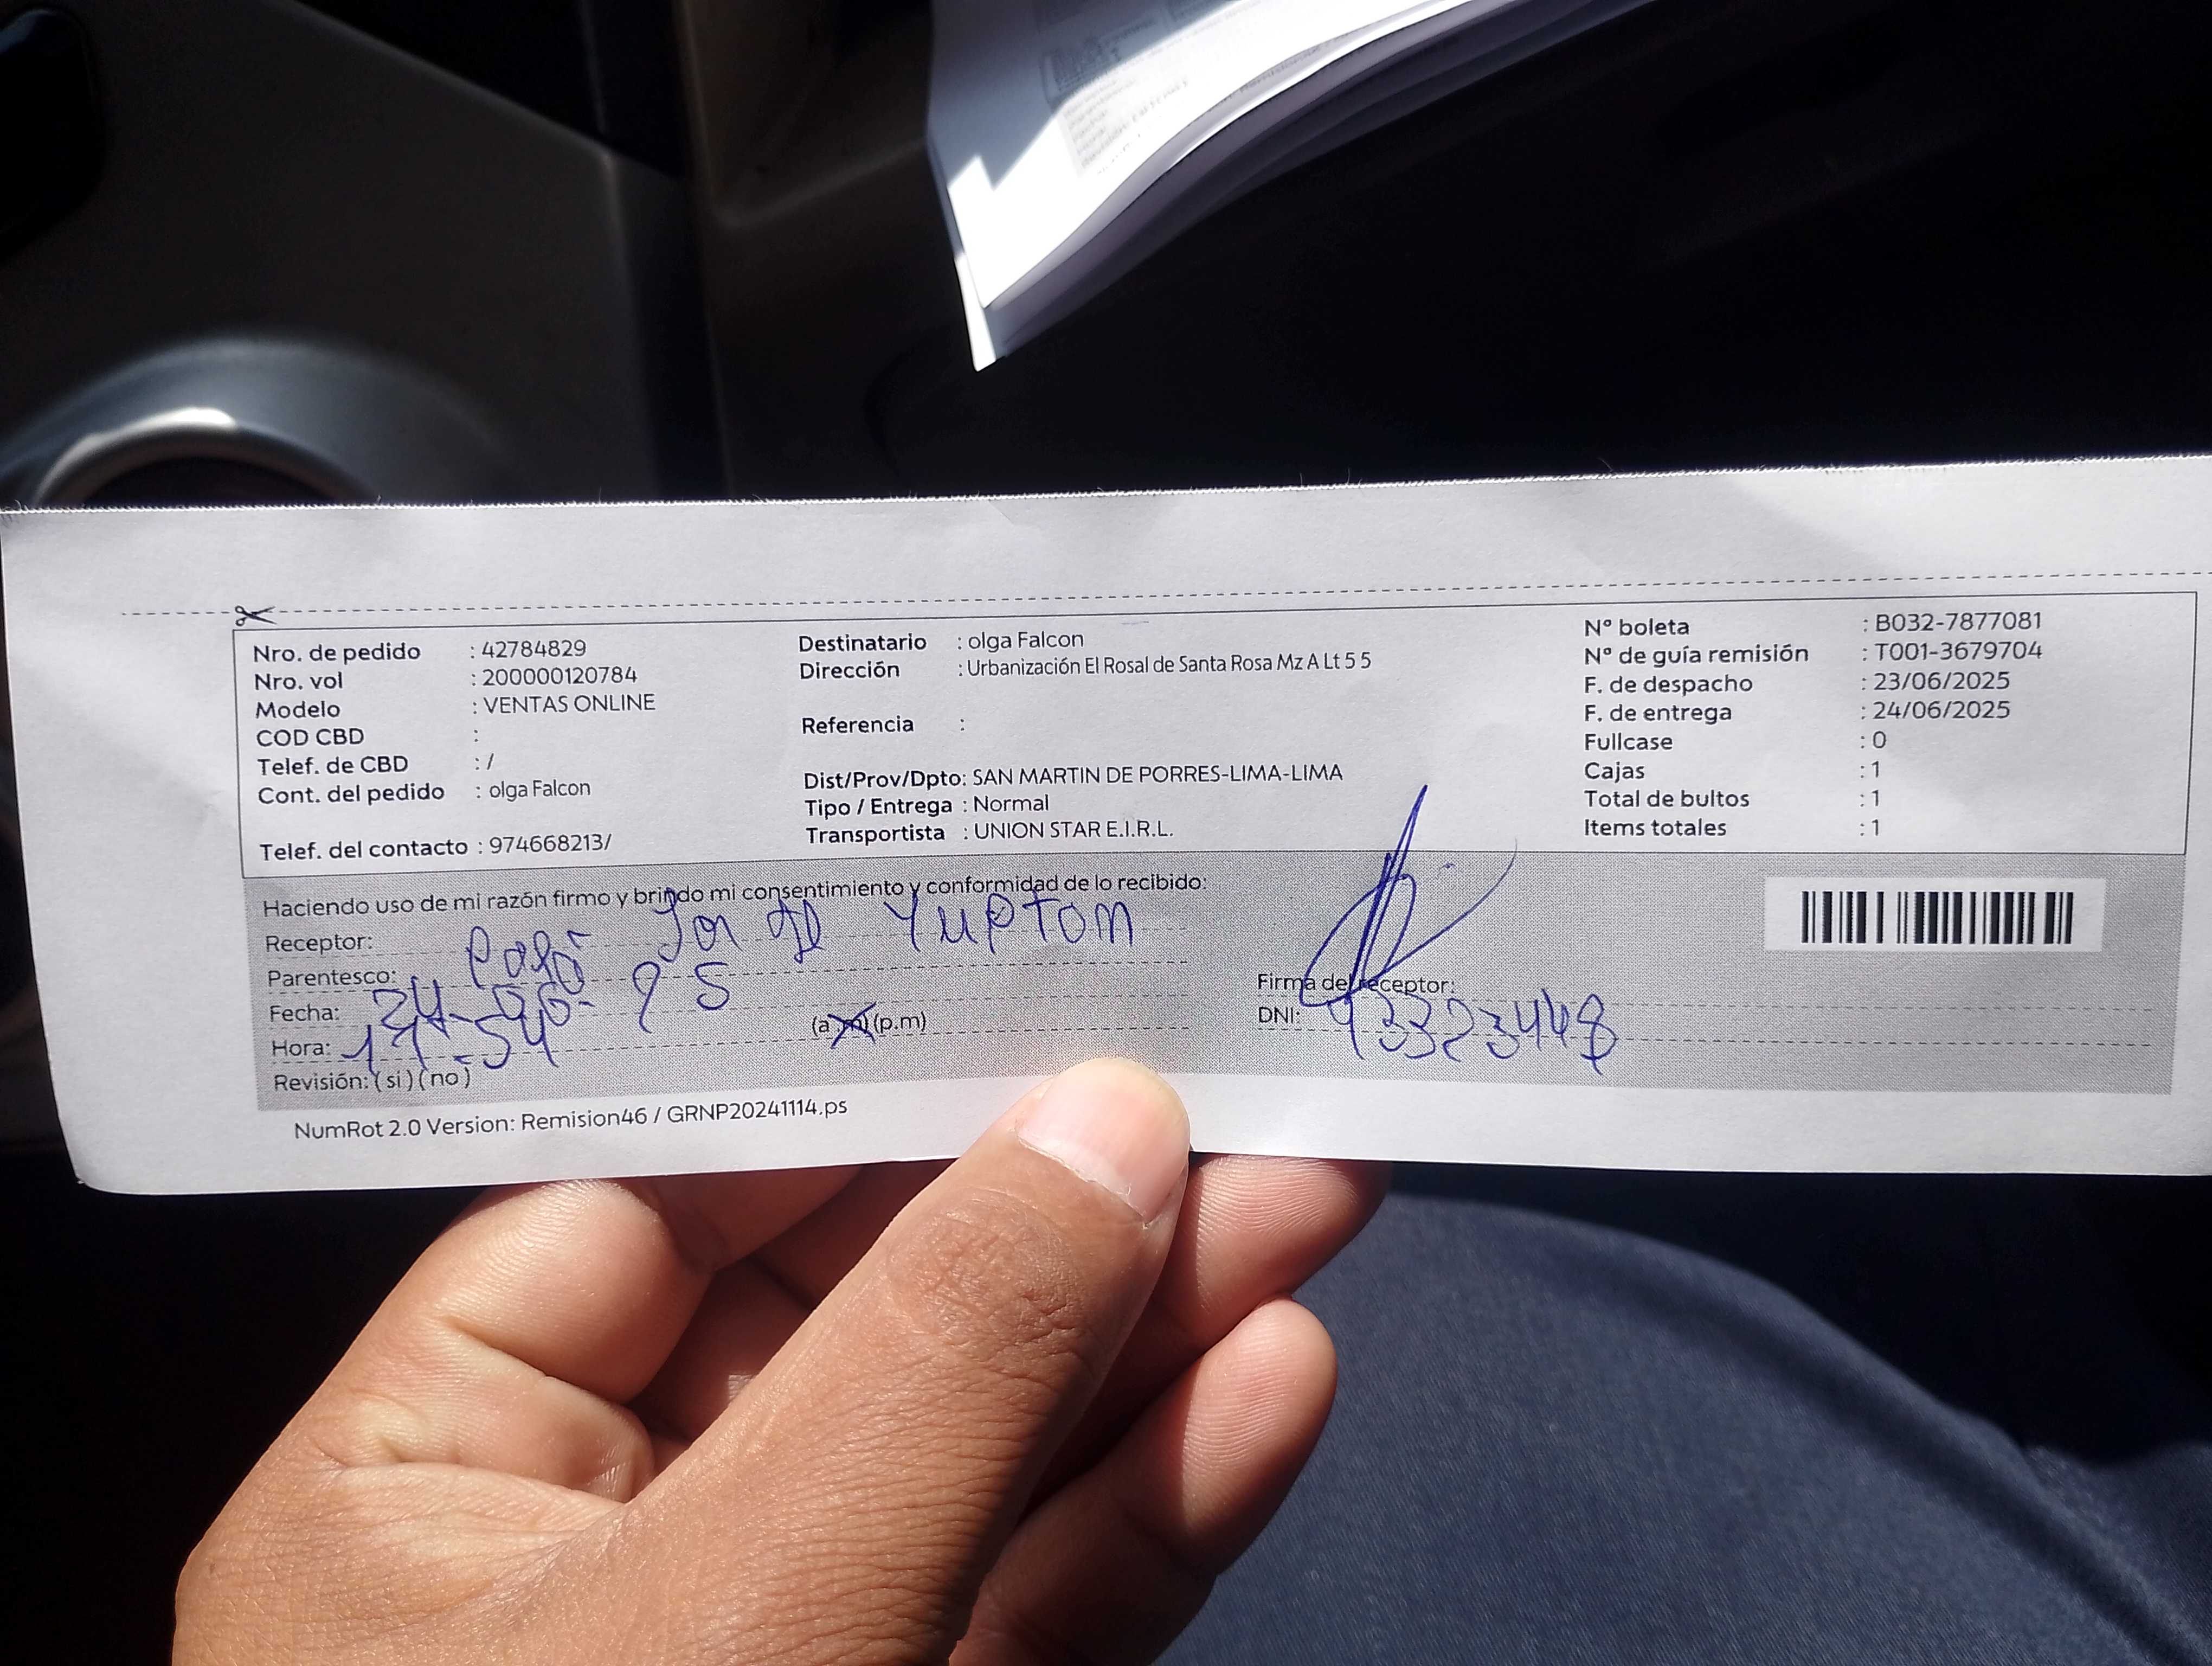 Nro. de pedido : 42784829
Nro. vol : 200000120784
Modelo : VENTAS ONLINE
COD CBD :
Telef. de CBD : /
Cont. del pedido : olga Falcon
Telef. del contacto : 974668213/
Destinatario : olga Falcon
Dirección : Urbanización El Rosal de Santa Rosa Mz A Lt 5 5
Referencia :
Dist/Prov/Dpto: SAN MARTIN DE PORRES-LIMA-LIMA
Tipo / Entrega : Normal
Transportista : UNION STAR E.I.R.L.
N° boleta : B032-7877081
N° de guía remisión : T001-3679704
F. de despacho : 23/06/2025
F. de entrega : 24/06/2025
Fullcase : 0
Cajas : 1
Total de bultos : 1
Items totales : 1
Haciendo uso de mi razón firmo y brindo mi consentimiento y conformidad de lo recibido:
Receptor:
Parentesco:
Fecha: 24-06-25
Hora: 11:54 (a.m) (p.m)
Revisión: (si) (no)
Firma del receptor:
DNI: 43323448
NumRot 2.0 Version: Remision46 / GRNP20241114.ps